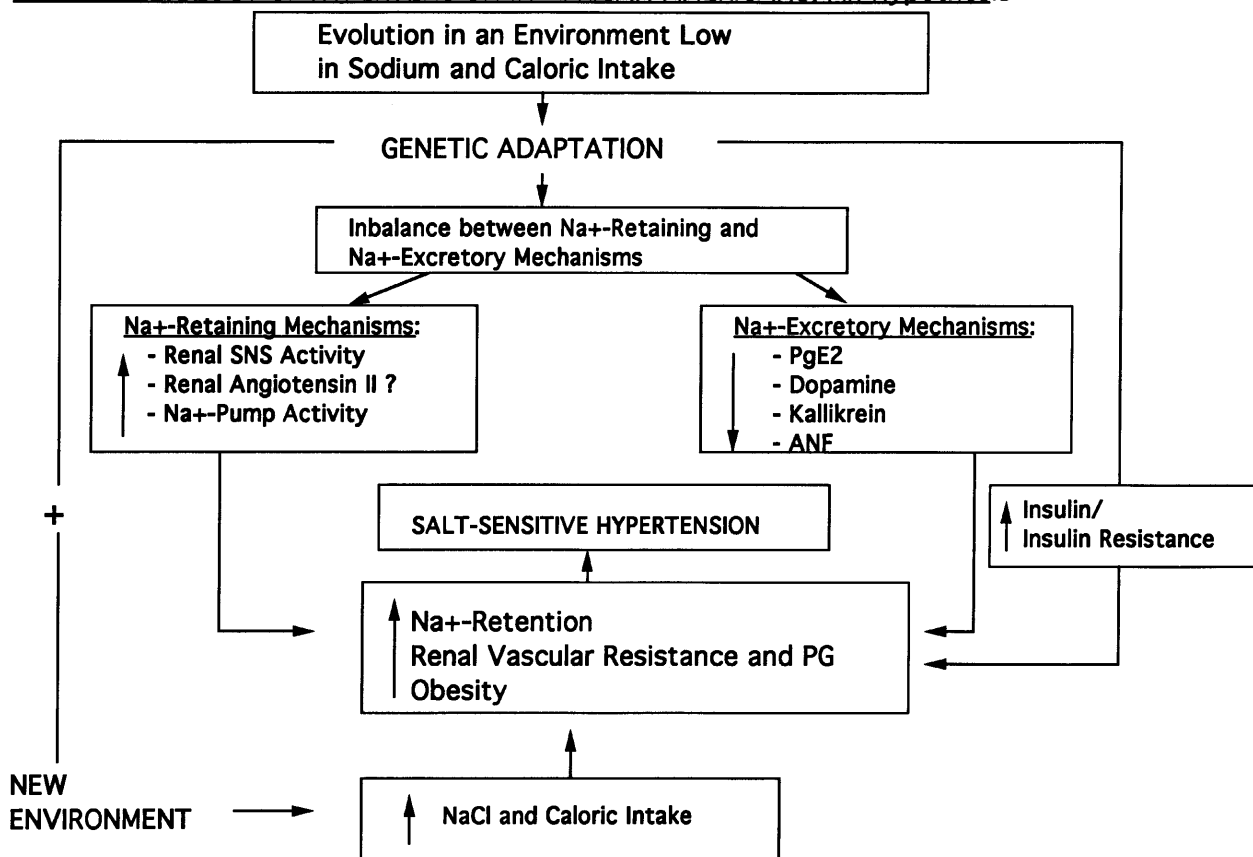 Evolution in an Environment Low
in Sodium and Caloric Intake
GENETIC ADAPTATION
Inbalance between Na+-Retaining and
Na+-Excretory Mechanisms
Na+-Retaining Mechanisms:
- Renal SNS Activity
- Renal Angiotensin II ?
- Na+-Pump Activity
Na+-Excretory Mechanisms:
- PgE2
- Dopamine
- Kallikrein
- ANF
+
SALT-SENSITIVE HYPERTENSION
Insulin/
Insulin Resistance
Na+-Retention
Renal Vascular Resistance and PG
Obesity
NEW
ENVIRONMENT
NaCl and Caloric Intake